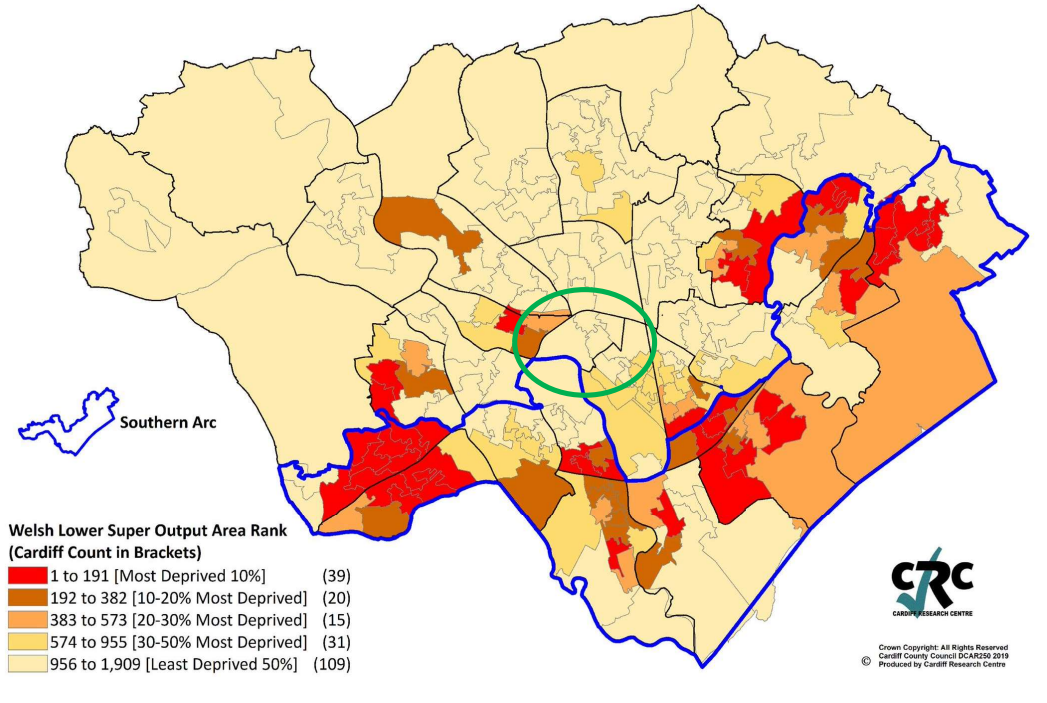 Southern Arc
Welsh Lower Super Output Area Rank
(Cardiff Count in Brackets)
1 to 191 [Most Deprived 10%] (39)
192 to 382 [10-20% Most Deprived] (20)
383 to 573 [20-30% Most Deprived] (15)
574 to 955 [30-50% Most Deprived] (31)
956 to 1,909 [Least Deprived 50%] (109)
CRC
CARDIFF RESEARCH CENTRE
Crown Copyright: All Rights Reserved
Cardiff County Council DCAR250 2019
© Produced by Cardiff Research Centre